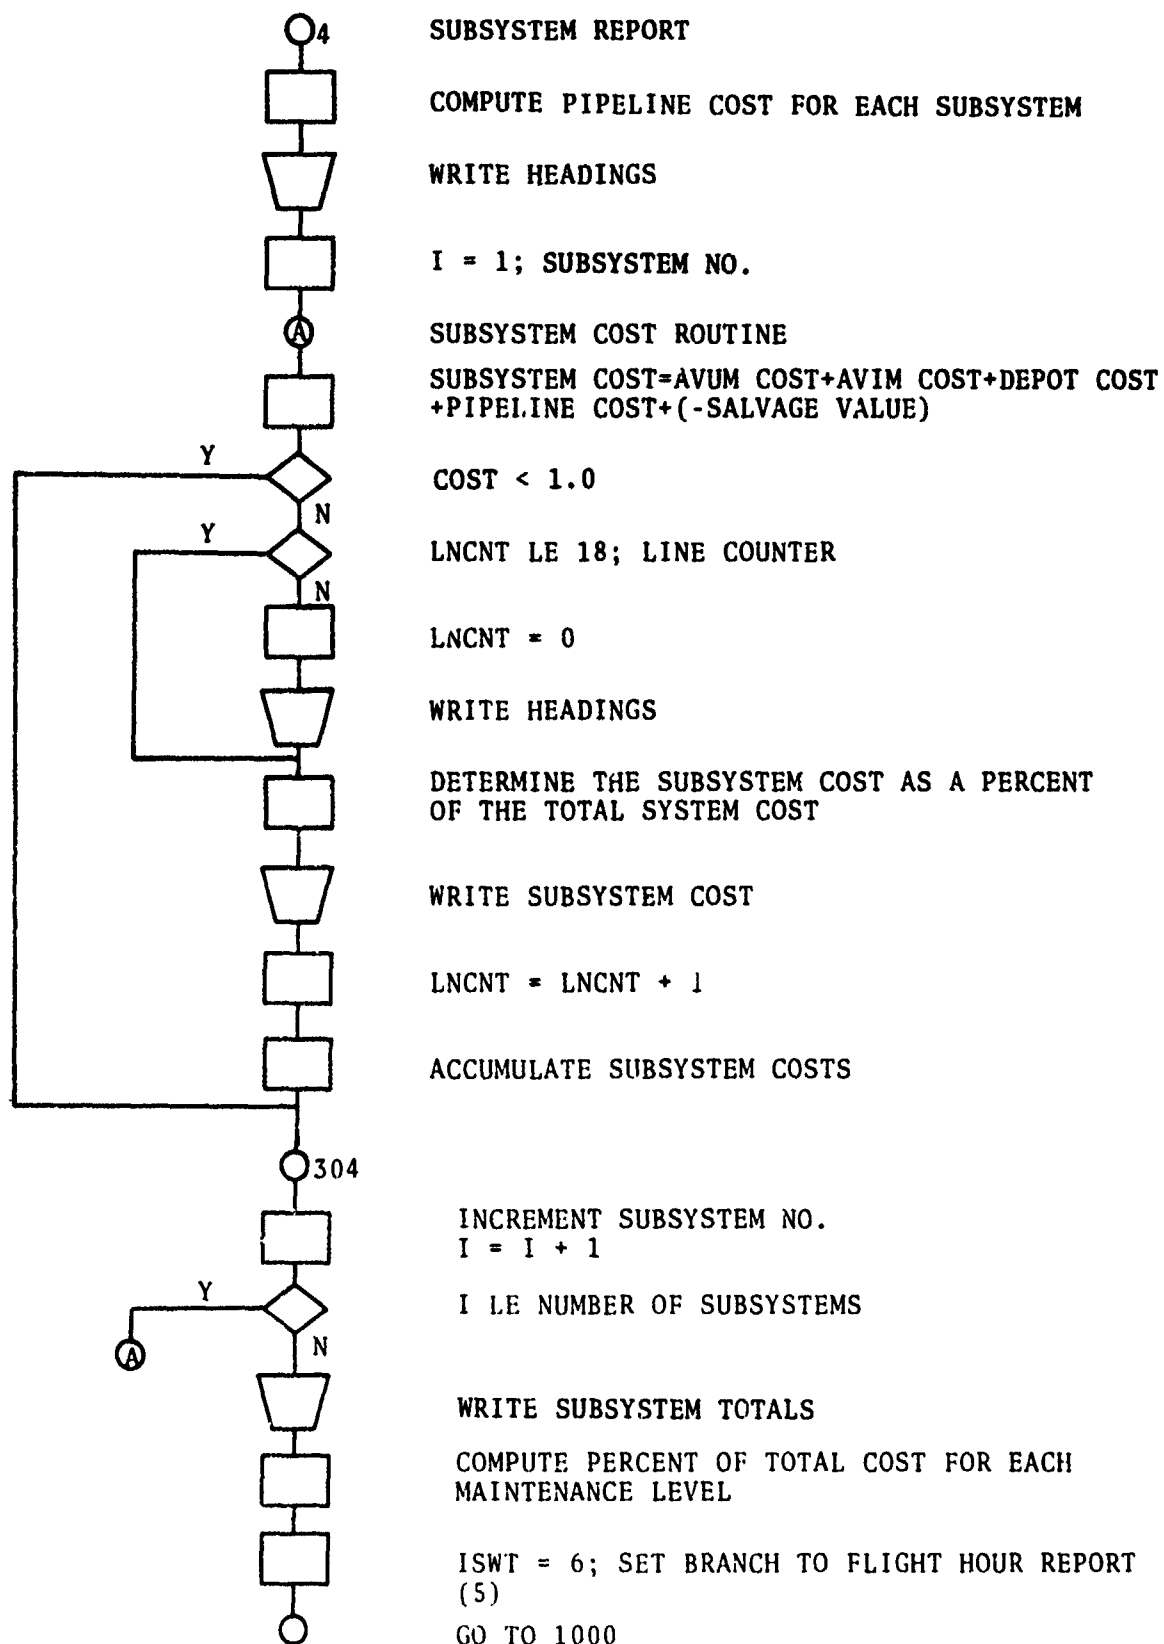 4 SUBSYSTEM REPORT
COMPUTE PIPELINE COST FOR EACH SUBSYSTEM
WRITE HEADINGS
I = 1; SUBSYSTEM NO.
A SUBSYSTEM COST ROUTINE
SUBSYSTEM COST=AVUM COST+AVIM COST+DEPOT COST
+PIPELINE COST+(-SALVAGE VALUE)
Y
COST < 1.0
N
Y
LNCNT LE 18; LINE COUNTER
N
LNCNT = 0
WRITE HEADINGS
DETERMINE THE SUBSYSTEM COST AS A PERCENT
OF THE TOTAL SYSTEM COST
WRITE SUBSYSTEM COST
LNCNT = LNCNT + 1
ACCUMULATE SUBSYSTEM COSTS
304
INCREMENT SUBSYSTEM NO.
I = I + 1
Y
I LE NUMBER OF SUBSYSTEMS
N
A
WRITE SUBSYSTEM TOTALS
COMPUTE PERCENT OF TOTAL COST FOR EACH
MAINTENANCE LEVEL
ISWT = 6; SET BRANCH TO FLIGHT HOUR REPORT
(5)
GO TO 1000